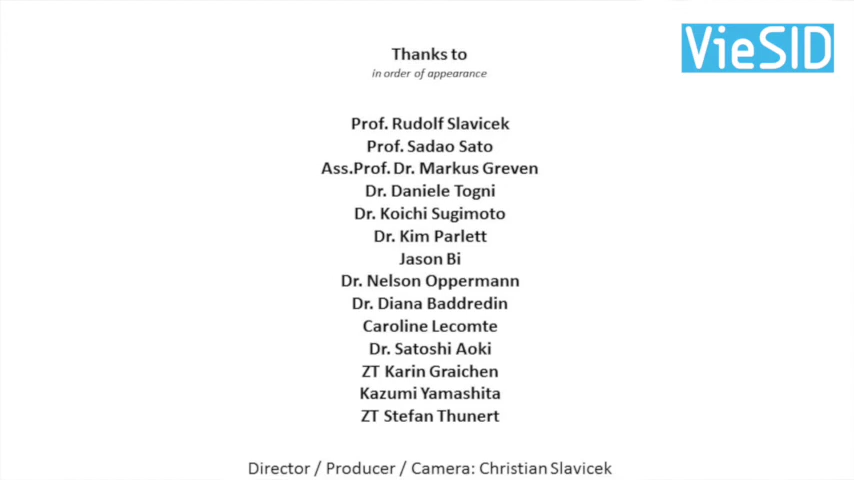 VieSID
Thanks to
in order of appearance
Prof. Rudolf Slavicek
Prof. Sadao Sato
Ass.Prof. Dr. Markus Greven
Dr. Daniele Togni
Dr. Koichi Sugimoto
Dr. Kim Parlett
Jason Bi
Dr. Nelson Oppermann
Dr. Diana Baddredin
Caroline Lecomte
Dr. Satoshi Aoki
ZT Karin Graichen
Kazumi Yamashita
ZT Stefan Thunert
Director / Producer / Camera: Christian Slavicek